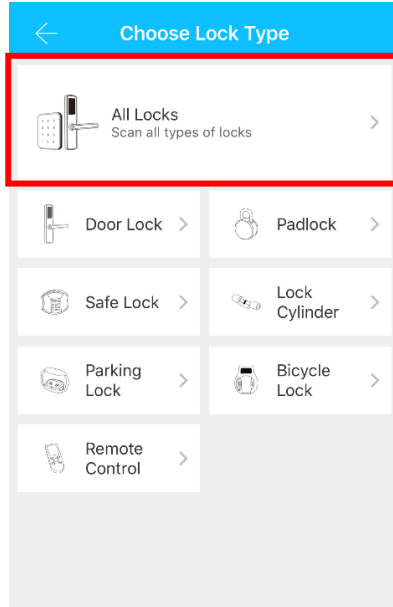 Choose Lock Type
All Locks
Scan all types of locks
Door Lock
Padlock
Safe Lock
Lock
Cylinder
Parking
Lock
Bicycle
Lock
Remote
Control